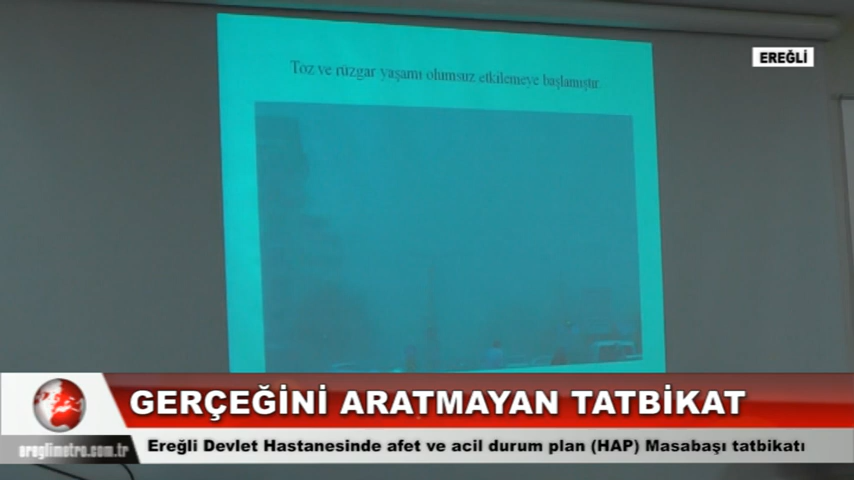 EREĞLİ
Toz ve rüzgar yaşamı olumsuz etkilemeye başlamıştır.
GERÇEĞİNİ ARATMAYAN TATBİKAT
Ereğli Devlet Hastanesinde afet ve acil durum plan (HAP) Masabaşı tatbikatı
ereglimetro.com.tr